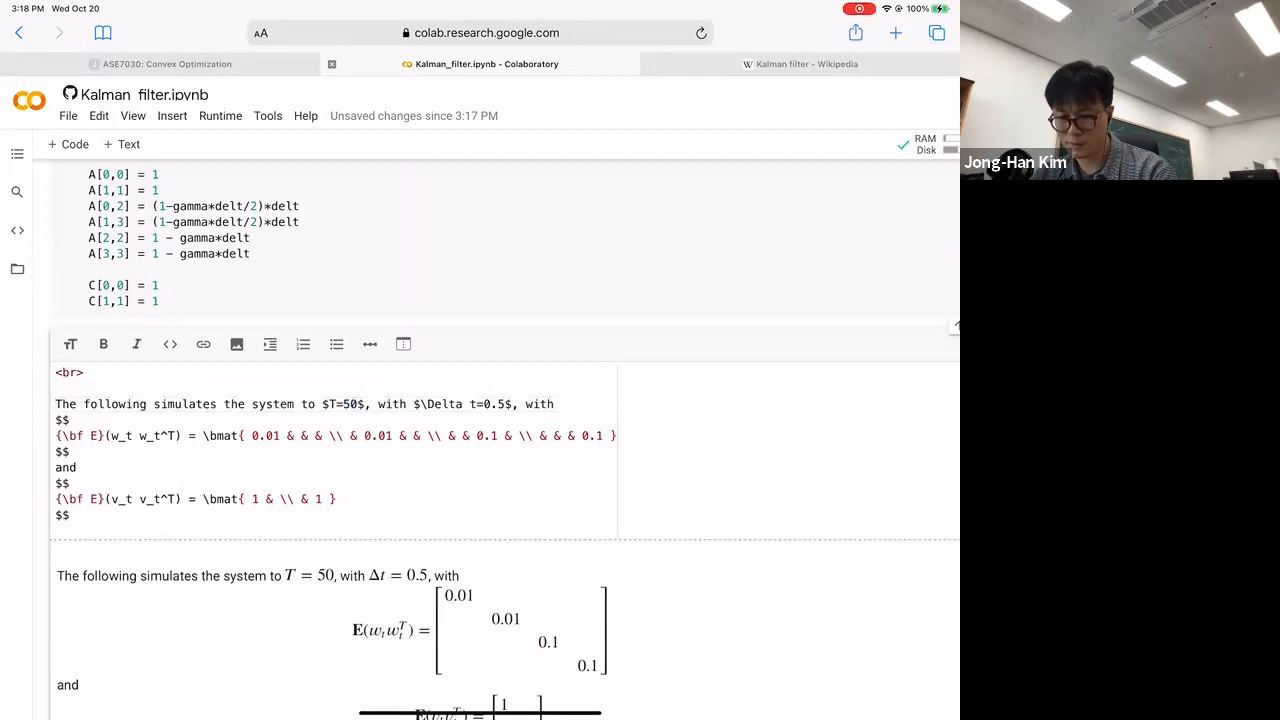 3:18 PM Wed Oct 20
100%
AA colab.research.google.com
ASE7030: Convex Optimization
Kalman_filter.ipynb - Colaboratory
W Kalman filter - Wikipedia
Kalman_filter.ipynb
File Edit View Insert Runtime Tools Help Unsaved changes since 3:17 PM
+ Code + Text
RAM
Disk
A[0,0] = 1
A[1,1] = 1
A[0,2] = (1-gamma*delt/2)*delt
A[1,3] = (1-gamma*delt/2)*delt
A[2,2] = 1 - gamma*delt
A[3,3] = 1 - gamma*delt
C[0,0] = 1
C[1,1] = 1
<br>
The following simulates the system to $T=50$, with $\Delta t=0.5$, with
$$
{\bf E}(w_t w_t^T) = \bmat{ 0.01 & & & \\ & 0.01 & & \\ & & 0.1 & \\ & & & 0.1 }
$$
and
$$
{\bf E}(v_t v_t^T) = \bmat{ 1 & \\ & 1 }
$$
The following simulates the system to T = 50, with Δt = 0.5, with
0.01
0.01
E(w_t w_t^T) =
0.1
0.1
and
1
E(v_t v_t^T) =
Jong-Han Kim